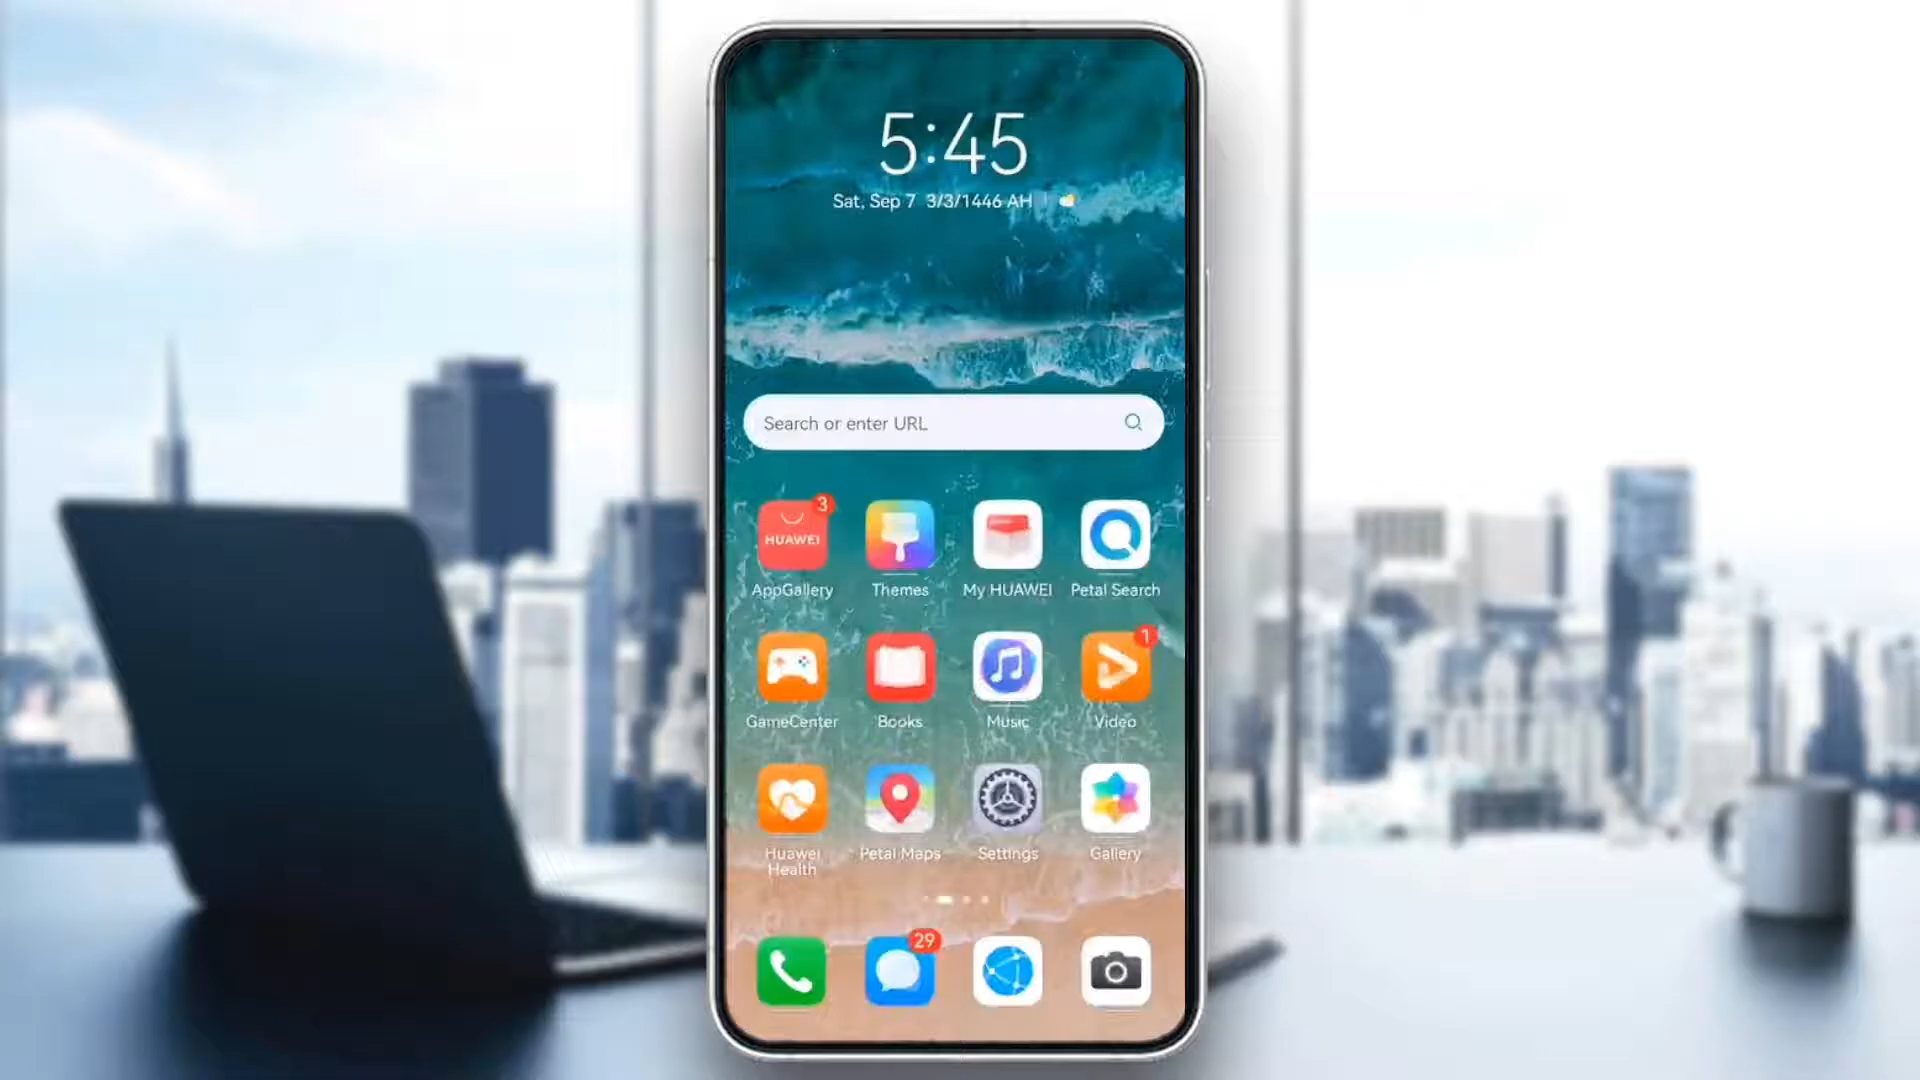 5:45
Sat, Sep 7 3/3/1446 AH
Search or enter URL
3
HUAWEI
AppGallery Themes My HUAWEI Petal Search
1
GameCenter Books Music Video
Huawei Health Petal Maps Settings Gallery
29